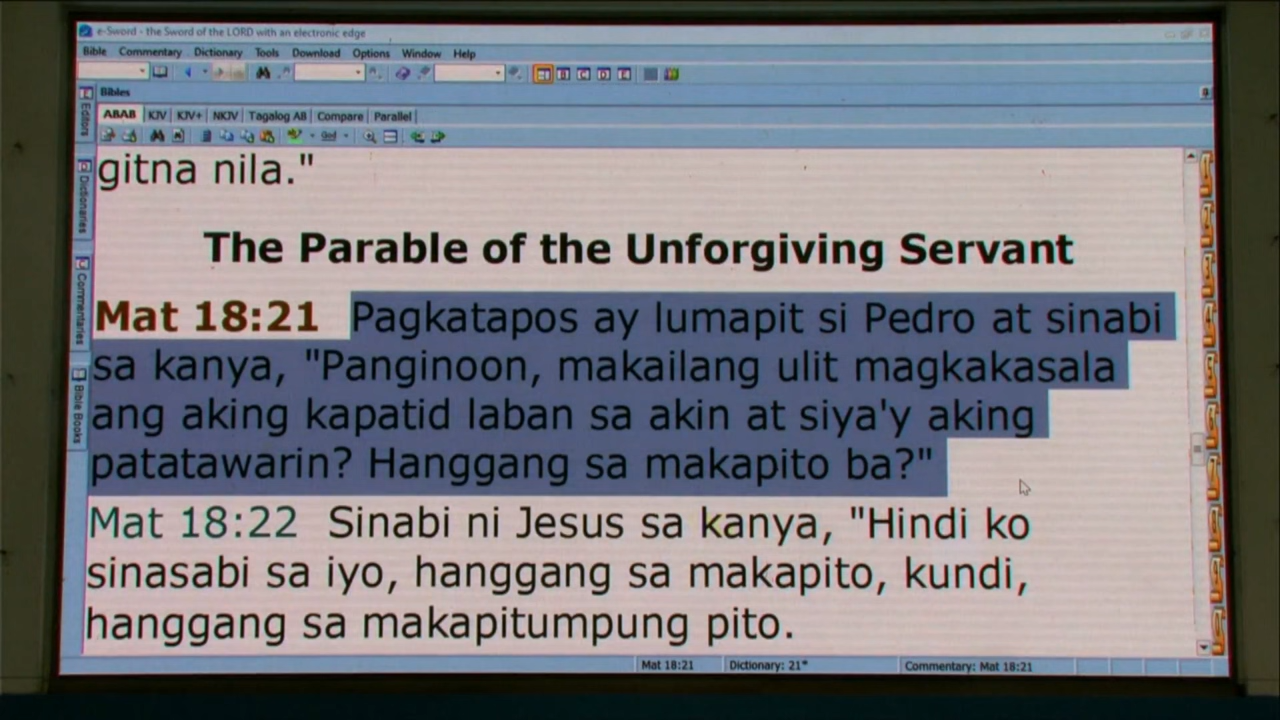 e-Sword - the Sword of the LORD with an electronic edge
Bible Commentary Dictionary Tools Download Options Window Help
Bibles
ABAB KJV KJV+ NKJV Tagalog AB Compare Parallel
Editors
Dictionaries
Commentaries
Bible Books
gitna nila."
The Parable of the Unforgiving Servant
Mat 18:21 Pagkatapos ay lumapit si Pedro at sinabi
sa kanya, "Panginoon, makailang ulit magkakasala
ang aking kapatid laban sa akin at siya'y aking
patatawarin? Hanggang sa makapito ba?"
Mat 18:22 Sinabi ni Jesus sa kanya, "Hindi ko
sinasabi sa iyo, hanggang sa makapito, kundi,
hanggang sa makapitumpung pito.
Mat 18:21 Dictionary: 21* Commentary: Mat 18:21